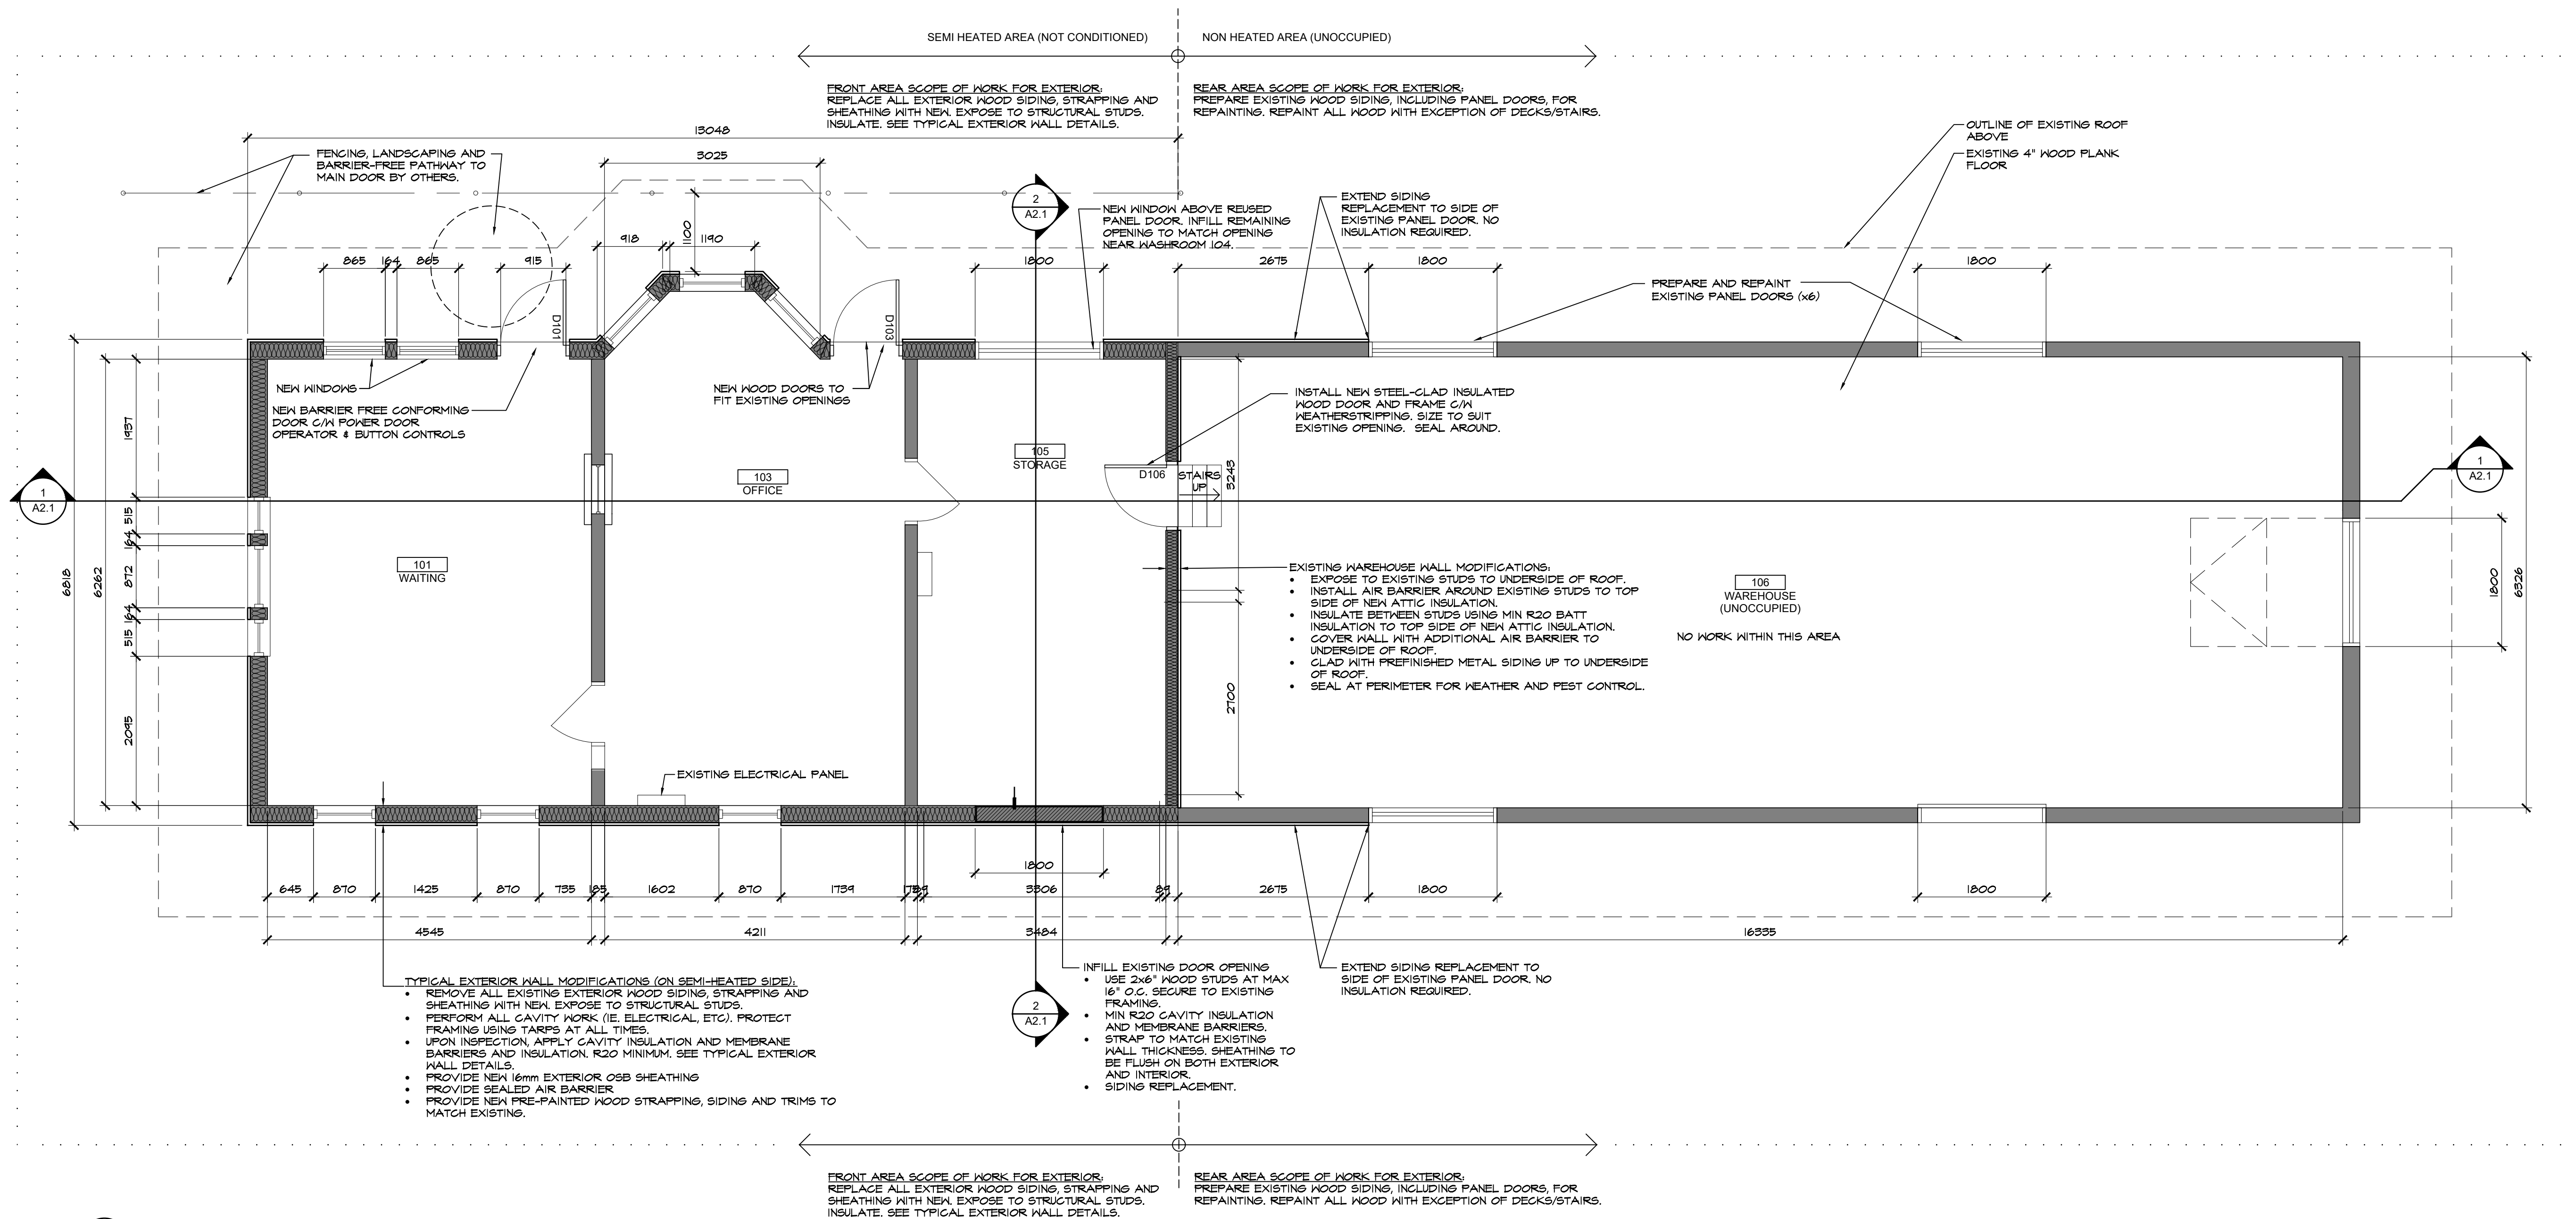 SEMI HEATED AREA (NOT CONDITIONED)
NON HEATED AREA (UNOCCUPIED)
FRONT AREA SCOPE OF WORK FOR EXTERIOR:
REPLACE ALL EXTERIOR WOOD SIDING, STRAPPING AND
SHEATHING WITH NEW. EXPOSE TO STRUCTURAL STUDS.
INSULATE. SEE TYPICAL EXTERIOR WALL DETAILS.
REAR AREA SCOPE OF WORK FOR EXTERIOR:
PREPARE EXISTING WOOD SIDING, INCLUDING PANEL DOORS, FOR
REPAINTING. REPAINT ALL WOOD WITH EXCEPTION OF DECKS/STAIRS.
13048
3025
FENCING, LANDSCAPING AND
BARRIER-FREE PATHWAY TO
MAIN DOOR BY OTHERS.
OUTLINE OF EXISTING ROOF
ABOVE
EXISTING 4" WOOD PLANK
FLOOR
2
A2.1
NEW WINDOW ABOVE REUSED
PANEL DOOR. INFILL REMAINING
OPENING TO MATCH OPENING
NEAR WASHROOM 104.
EXTEND SIDING
REPLACEMENT TO SIDE OF
EXISTING PANEL DOOR. NO
INSULATION REQUIRED.
918
1100
1190
865
164
865
915
1800
2675
1800
1800
PREPARE AND REPAINT
EXISTING PANEL DOORS (x6)
D101
D103
NEW WINDOWS
NEW BARRIER FREE CONFORMING
DOOR C/W POWER DOOR
OPERATOR & BUTTON CONTROLS
NEW WOOD DOORS TO
FIT EXISTING OPENINGS
INSTALL NEW STEEL-CLAD INSULATED
WOOD DOOR AND FRAME C/W
WEATHERSTRIPPING. SIZE TO SUIT
EXISTING OPENING. SEAL AROUND.
105
STORAGE
103
OFFICE
D106
STAIRS
UP
3243
1
A2.1
1
A2.1
1937
515
164
872
164
515
2095
6262
6818
101
WAITING
EXISTING WAREHOUSE WALL MODIFICATIONS:
• EXPOSE TO EXISTING STUDS TO UNDERSIDE OF ROOF.
• INSTALL AIR BARRIER AROUND EXISTING STUDS TO TOP
SIDE OF NEW ATTIC INSULATION.
• INSULATE BETWEEN STUDS USING MIN R20 BATT
INSULATION TO TOP SIDE OF NEW ATTIC INSULATION.
• COVER WALL WITH ADDITIONAL AIR BARRIER TO
UNDERSIDE OF ROOF.
• CLAD WITH PREFINISHED METAL SIDING UP TO UNDERSIDE
OF ROOF.
• SEAL AT PERIMETER FOR WEATHER AND PEST CONTROL.
106
WAREHOUSE
(UNOCCUPIED)
NO WORK WITHIN THIS AREA
1800
6326
2700
EXISTING ELECTRICAL PANEL
1800
645
870
1425
870
735
185
1602
870
1739
89
3306
89
2675
1800
1800
4545
4211
3484
16335
TYPICAL EXTERIOR WALL MODIFICATIONS (ON SEMI-HEATED SIDE):
• REMOVE ALL EXISTING EXTERIOR WOOD SIDING, STRAPPING AND
SHEATHING WITH NEW. EXPOSE TO STRUCTURAL STUDS.
• PERFORM ALL CAVITY WORK (IE. ELECTRICAL, ETC). PROTECT
FRAMING USING TARPS AT ALL TIMES.
• UPON INSPECTION, APPLY CAVITY INSULATION AND MEMBRANE
BARRIERS AND INSULATION. R20 MINIMUM. SEE TYPICAL EXTERIOR
WALL DETAILS.
• PROVIDE NEW 16mm EXTERIOR OSB SHEATHING
• PROVIDE SEALED AIR BARRIER
• PROVIDE NEW PRE-PAINTED WOOD STRAPPING, SIDING AND TRIMS TO
MATCH EXISTING.
2
A2.1
INFILL EXISTING DOOR OPENING
• USE 2x6" WOOD STUDS AT MAX
16" O.C. SECURE TO EXISTING
FRAMING.
• MIN R20 CAVITY INSULATION
AND MEMBRANE BARRIERS.
• STRAP TO MATCH EXISTING
WALL THICKNESS. SHEATHING TO
BE FLUSH ON BOTH EXTERIOR
AND INTERIOR.
• SIDING REPLACEMENT.
EXTEND SIDING REPLACEMENT TO
SIDE OF EXISTING PANEL DOOR. NO
INSULATION REQUIRED.
FRONT AREA SCOPE OF WORK FOR EXTERIOR:
REPLACE ALL EXTERIOR WOOD SIDING, STRAPPING AND
SHEATHING WITH NEW. EXPOSE TO STRUCTURAL STUDS.
INSULATE. SEE TYPICAL EXTERIOR WALL DETAILS.
REAR AREA SCOPE OF WORK FOR EXTERIOR:
PREPARE EXISTING WOOD SIDING, INCLUDING PANEL DOORS, FOR
REPAINTING. REPAINT ALL WOOD WITH EXCEPTION OF DECKS/STAIRS.